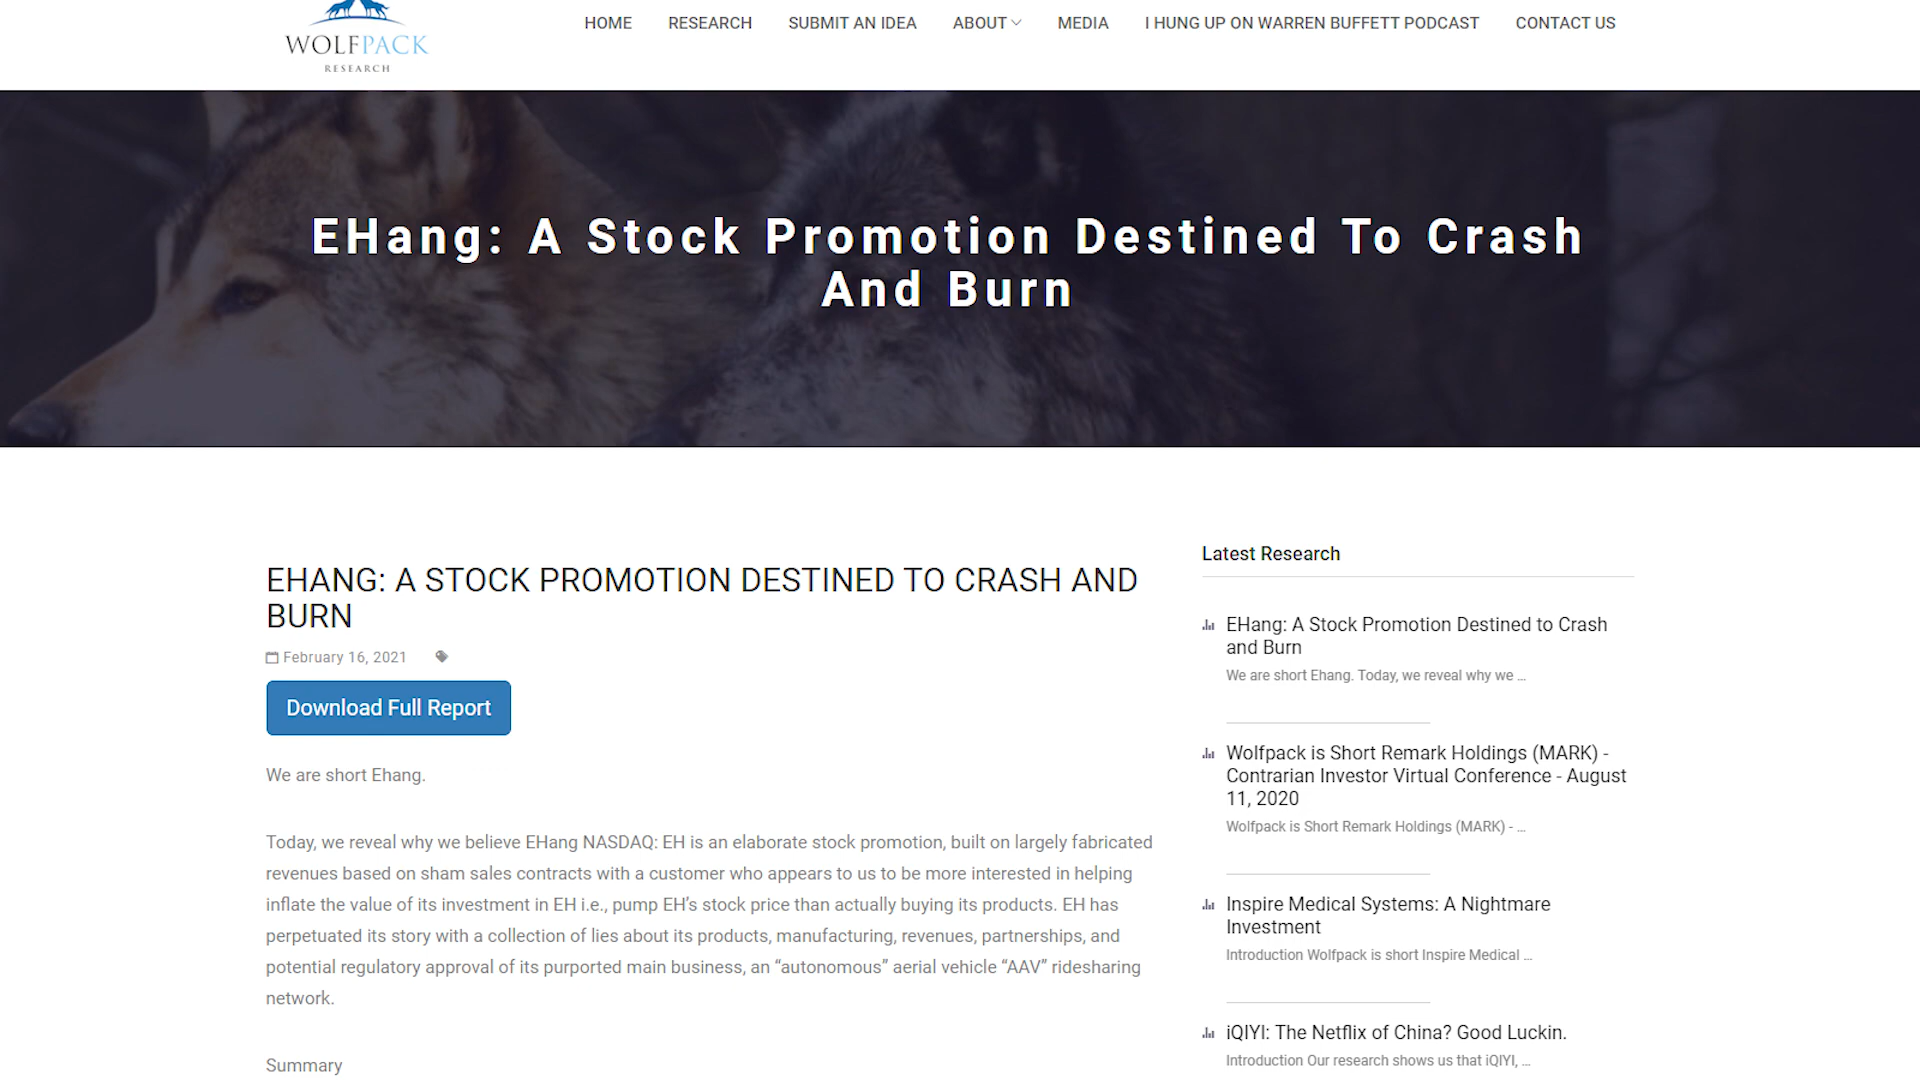 WOLFPACK
RESEARCH
HOME
RESEARCH
SUBMIT AN IDEA
ABOUT
MEDIA
I HUNG UP ON WARREN BUFFETT PODCAST
CONTACT US
EHang: A Stock Promotion Destined To Crash
And Burn
EHANG: A STOCK PROMOTION DESTINED TO CRASH AND
BURN
February 16, 2021
Download Full Report
We are short Ehang.
Today, we reveal why we believe EHang NASDAQ: EH is an elaborate stock promotion, built on largely fabricated
revenues based on sham sales contracts with a customer who appears to us to be more interested in helping
inflate the value of its investment in EH i.e., pump EH’s stock price than actually buying its products. EH has
perpetuated its story with a collection of lies about its products, manufacturing, revenues, partnerships, and
potential regulatory approval of its purported main business, an “autonomous” aerial vehicle “AAV” ridesharing
network.
Summary
Latest Research
EHang: A Stock Promotion Destined to Crash
and Burn
We are short Ehang. Today, we reveal why we ...
Wolfpack is Short Remark Holdings (MARK) -
Contrarian Investor Virtual Conference - August
11, 2020
Wolfpack is Short Remark Holdings (MARK) - ...
Inspire Medical Systems: A Nightmare
Investment
Introduction Wolfpack is short Inspire Medical ...
iQIYI: The Netflix of China? Good Luckin.
Introduction Our research shows us that iQIYI, ...